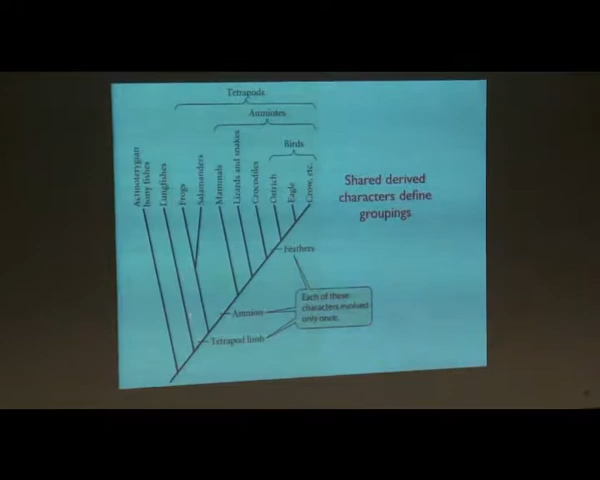 Tetrapods
Amniotes
Birds
Actinopterygian
bony fishes
Lungfishes
Frogs
Salamanders
Mammals
Lizards and snakes
Crocodiles
Ostrich
Eagle
Crow, etc.
Shared derived
characters define
groupings
Feathers
Each of these
characters evolved
only once.
Amnion
Tetrapod limb